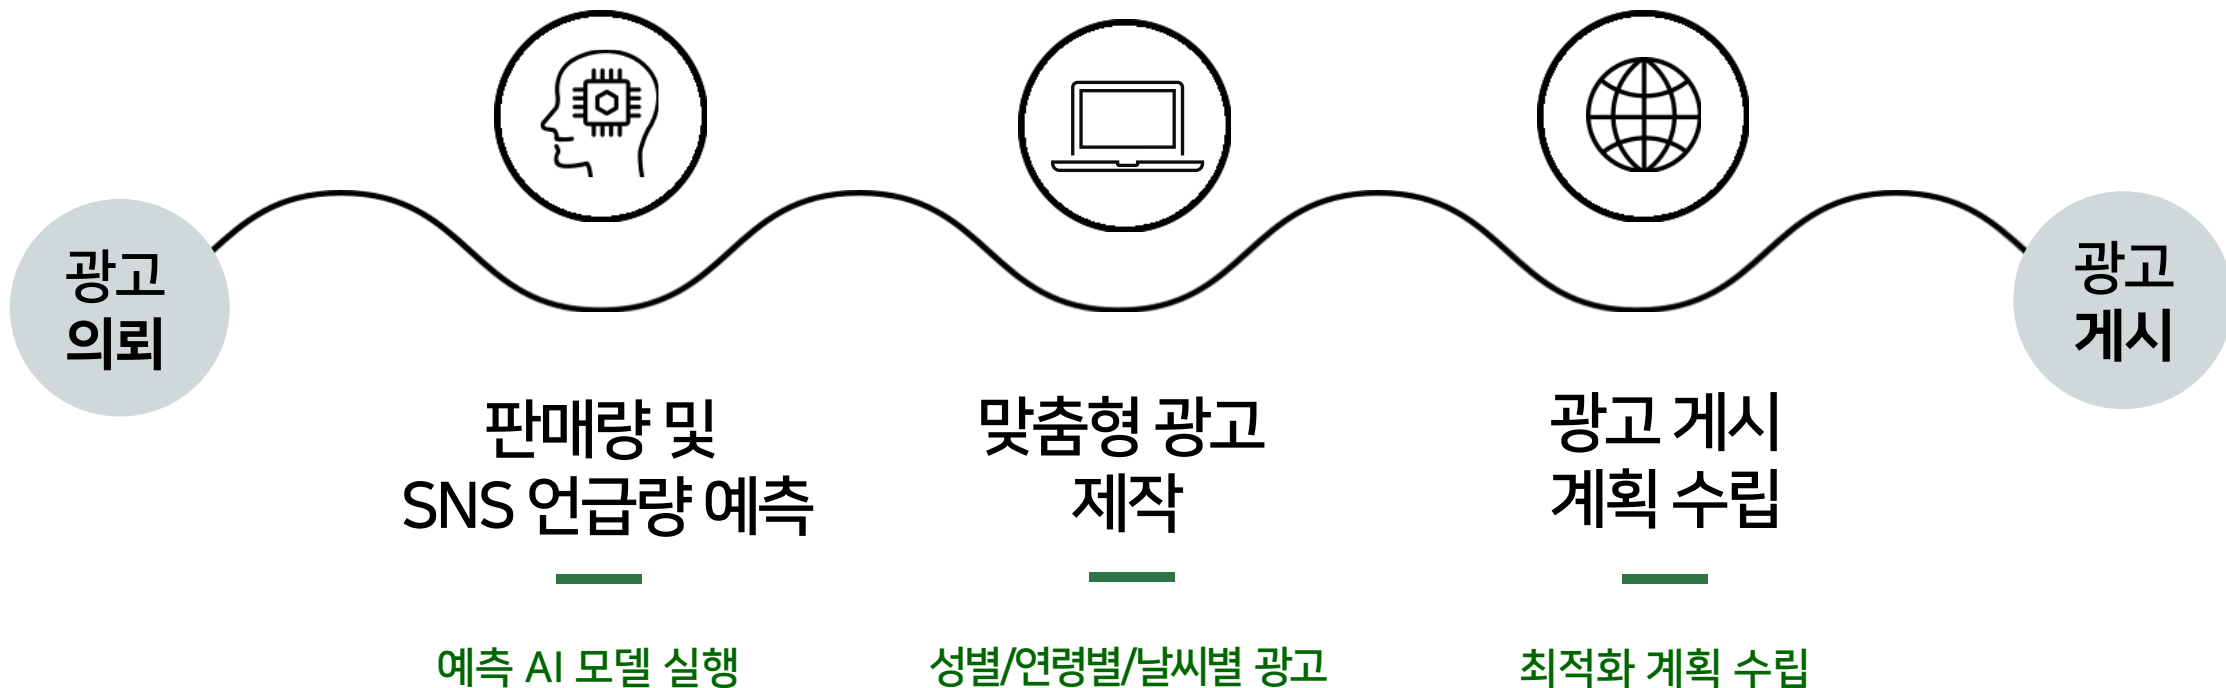 광고
의뢰
판매량 및
SNS 언급량 예측
예측 AI 모델 실행
맞춤형 광고
제작
성별/연령별/날씨별 광고
광고 게시
계획 수립
최적화 계획 수립
광고
게시